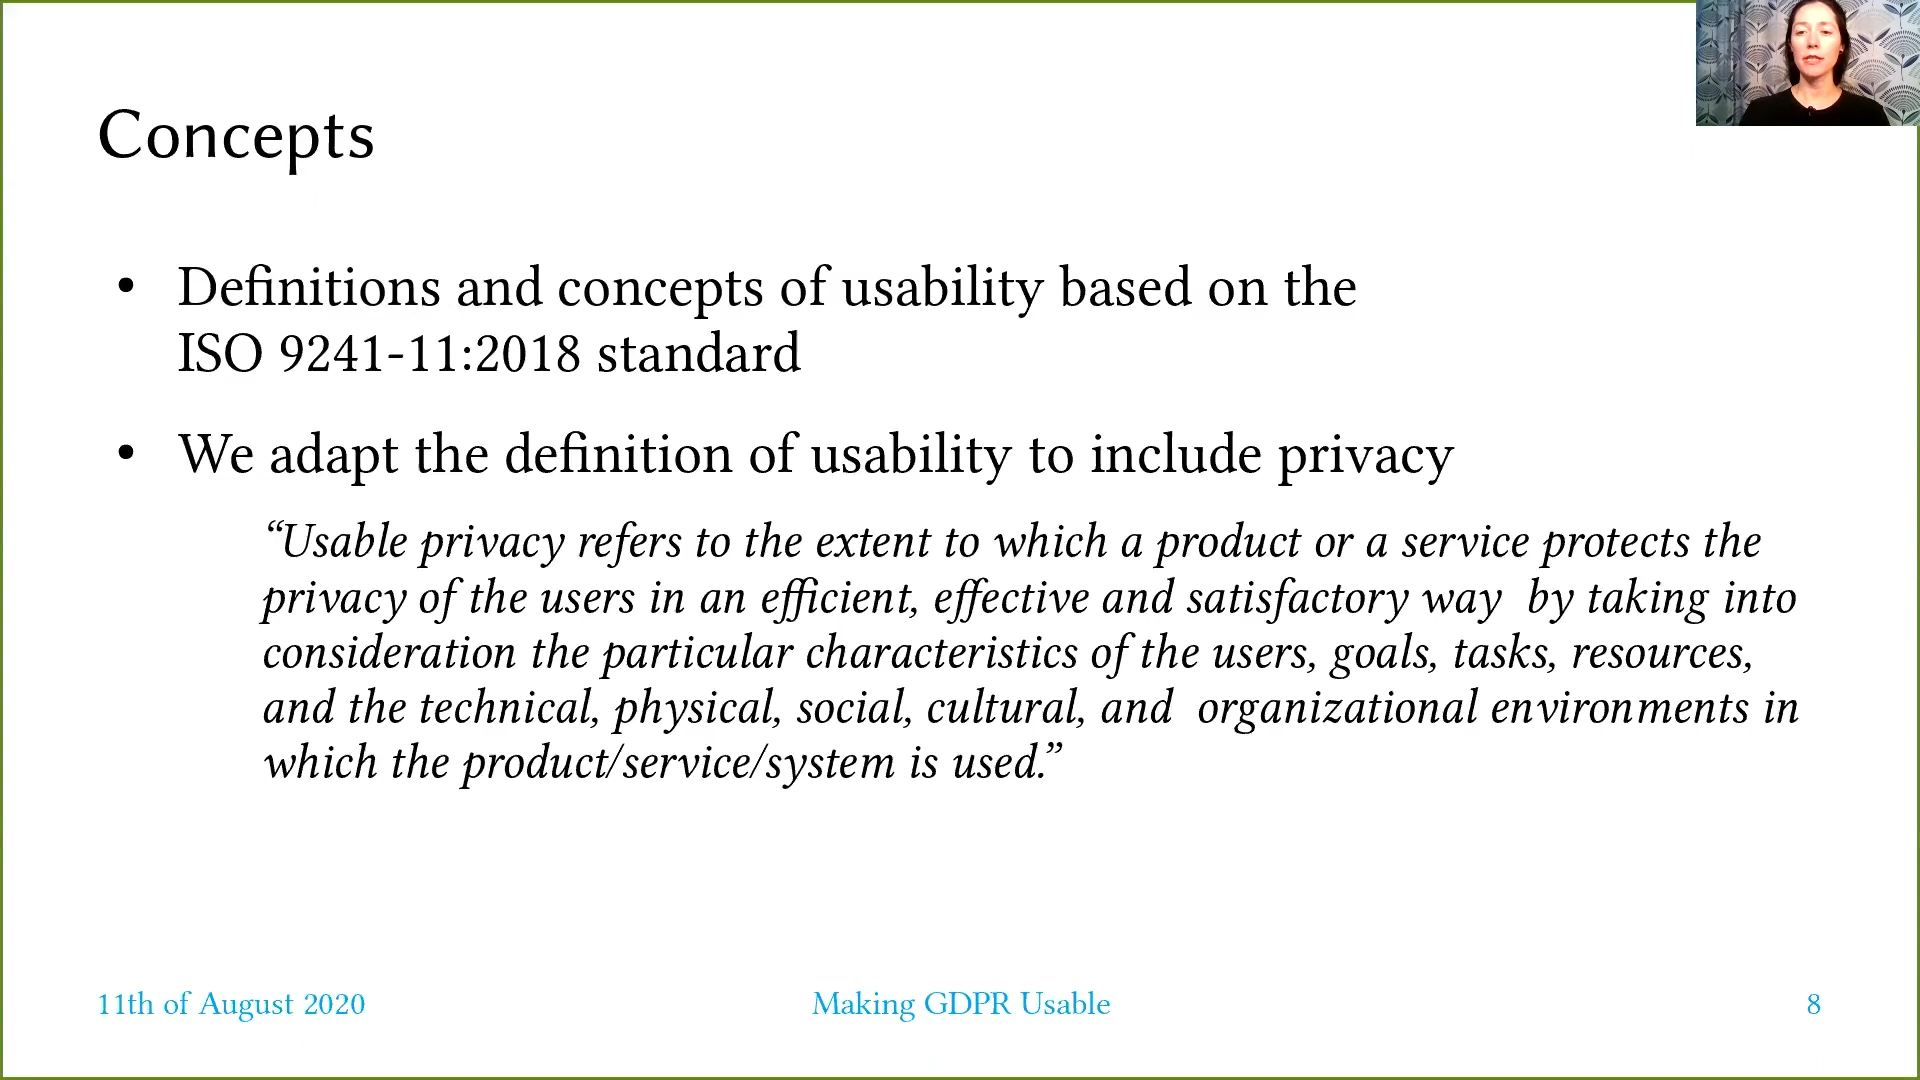 Concepts
• Definitions and concepts of usability based on the
ISO 9241-11:2018 standard
• We adapt the definition of usability to include privacy
“Usable privacy refers to the extent to which a product or a service protects the
privacy of the users in an efficient, effective and satisfactory way  by taking into
consideration the particular characteristics of the users, goals, tasks, resources,
and the technical, physical, social, cultural, and  organizational environments in
which the product/service/system is used.”
11th of August 2020
Making GDPR Usable
8